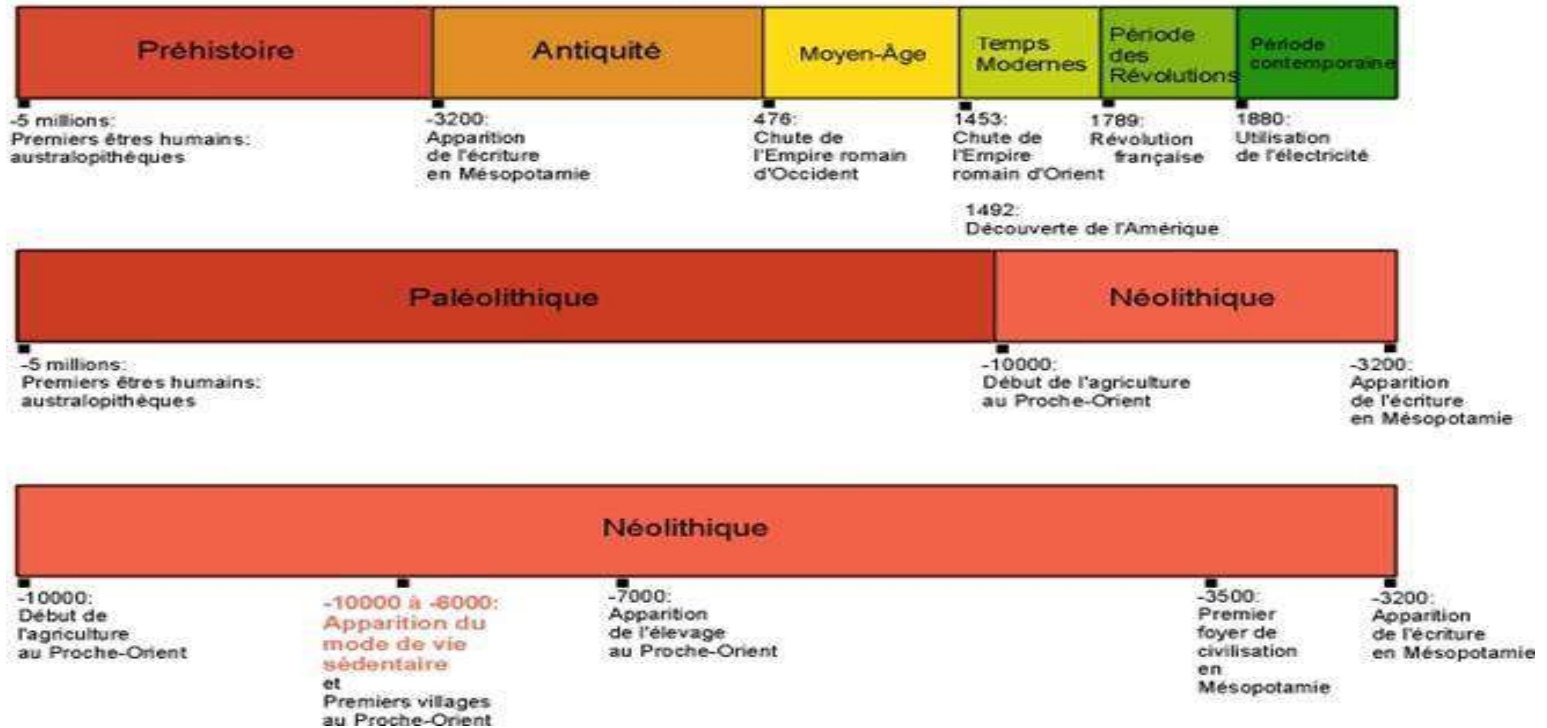 Préhistoire
Antiquité
Moyen-Âge
Temps
Modernes
Période
des
Révolutions
Période
contemporaine
-5 millions:
Premiers êtres humains:
australopithèques
-3200:
Apparition
de l'écriture
en Mésopotamie
476:
Chute de
l'Empire romain
d'Occident
1453:
Chute de
l'Empire
romain d'Orient
1492:
Découverte de l'Amérique
1789:
Révolution
française
1880:
Utilisation
de l'électricité
Paléolithique
Néolithique
-5 millions:
Premiers êtres humains:
australopithèques
-10000:
Début de l'agriculture
au Proche-Orient
-3200:
Apparition
de l'écriture
en Mésopotamie
Néolithique
-10000:
Début de
l'agriculture
au Proche-Orient
-10000 à -6000:
Apparition du
mode de vie
sédentaire
et
Premiers villages
au Proche-Orient
-7000:
Apparition
de l'élevage
au Proche-Orient
-3500:
Premier
foyer de
civilisation
en
Mésopotamie
-3200:
Apparition
de l'écriture
en Mésopotamie